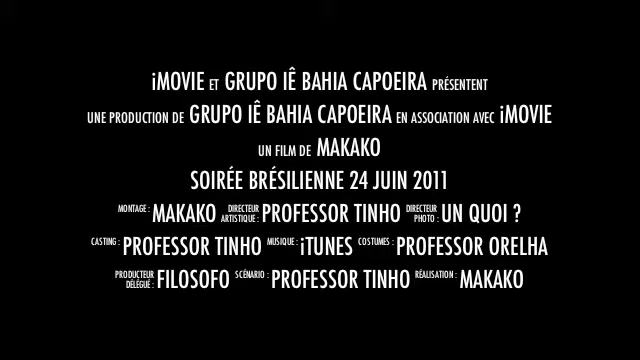 iMOVIE ET GRUPO IÊ BAHIA CAPOEIRA PRÉSENTENT
UNE PRODUCTION DE GRUPO IÊ BAHIA CAPOEIRA EN ASSOCIATION AVEC iMOVIE
UN FILM DE MAKAKO
SOIRÉE BRÉSILIENNE 24 JUIN 2011
MONTAGE : MAKAKO DIRECTEUR ARTISTIQUE : PROFESSOR TINHO DIRECTEUR PHOTO : UN QUOI ?
CASTING : PROFESSOR TINHO MUSIQUE : iTUNES COSTUMES : PROFESSOR ORELHA
PRODUCTEUR DÉLÉGUÉ : FILOSOFO SCÉNARIO : PROFESSOR TINHO RÉALISATION : MAKAKO